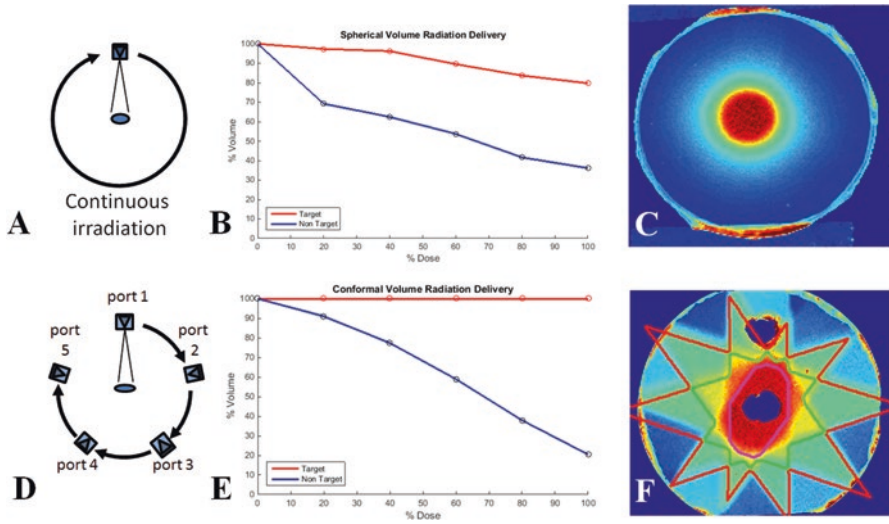 A
Continuous
irradiation
B
Spherical Volume Radiation Delivery
% Volume
100
90
80
70
60
50
40
30
20
10
0
Target
Non Target
0 10 20 30 40 50 60 70 80 90 100
% Dose
C
D
port 1
port
2
port 3
port 4
port
5
E
Conformal Volume Radiation Delivery
% Volume
100
90
80
70
60
50
40
30
20
10
0
Target
Non Target
0 10 20 30 40 50 60 70 80 90 100
% Dose
F